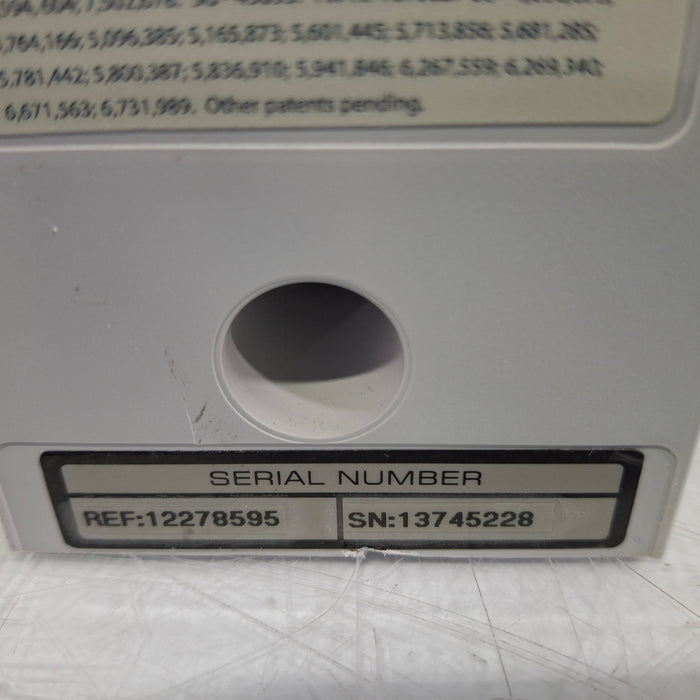 ,764,166; 5,096,385; 5,165,873; 5,601,445; 5,713,856; 5,681,285;
5,781,442; 5,800,387; 5,836,910; 5,941,846; 6,267,559; 6,269,340;
6,671,563; 6,731,989. Other patents pending.
SERIAL NUMBER
REF:12278595
SN:13745228